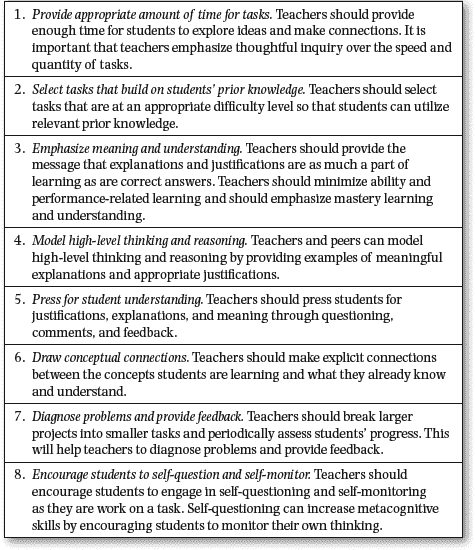 1. Provide appropriate amount of time for tasks. Teachers should provide
enough time for students to explore ideas and make connections. It is
important that teachers emphasize thoughtful inquiry over the speed and
quantity of tasks.
2. Select tasks that build on students' prior knowledge. Teachers should select
tasks that are at an appropriate difficulty level so that students can utilize
relevant prior knowledge.
3. Emphasize meaning and understanding. Teachers should provide the
message that explanations and justifications are as much a part of
learning as are correct answers. Teachers should minimize ability and
performance-related learning and should emphasize mastery learning
and understanding.
4. Model high-level thinking and reasoning. Teachers and peers can model
high-level thinking and reasoning by providing examples of meaningful
explanations and appropriate justifications.
5. Press for student understanding. Teachers should press students for
justifications, explanations, and meaning through questioning,
comments, and feedback.
6. Draw conceptual connections. Teachers should make explicit connections
between the concepts students are learning and what they already know
and understand.
7. Diagnose problems and provide feedback. Teachers should break larger
projects into smaller tasks and periodically assess students' progress. This
will help teachers to diagnose problems and provide feedback.
8. Encourage students to self-question and self-monitor. Teachers should
encourage students to engage in self-questioning and self-monitoring
as they are work on a task. Self-questioning can increase metacognitive
skills by encouraging students to monitor their own thinking.